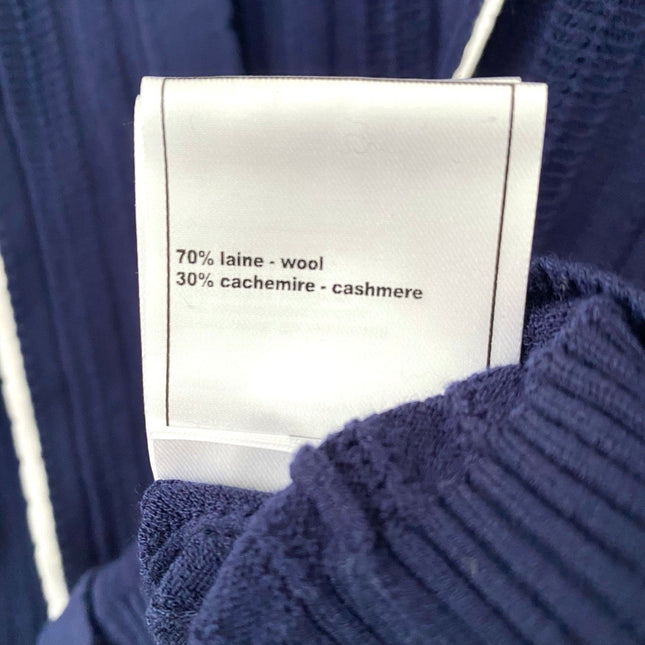 70% laine - wool
30% cachemire - cashmere